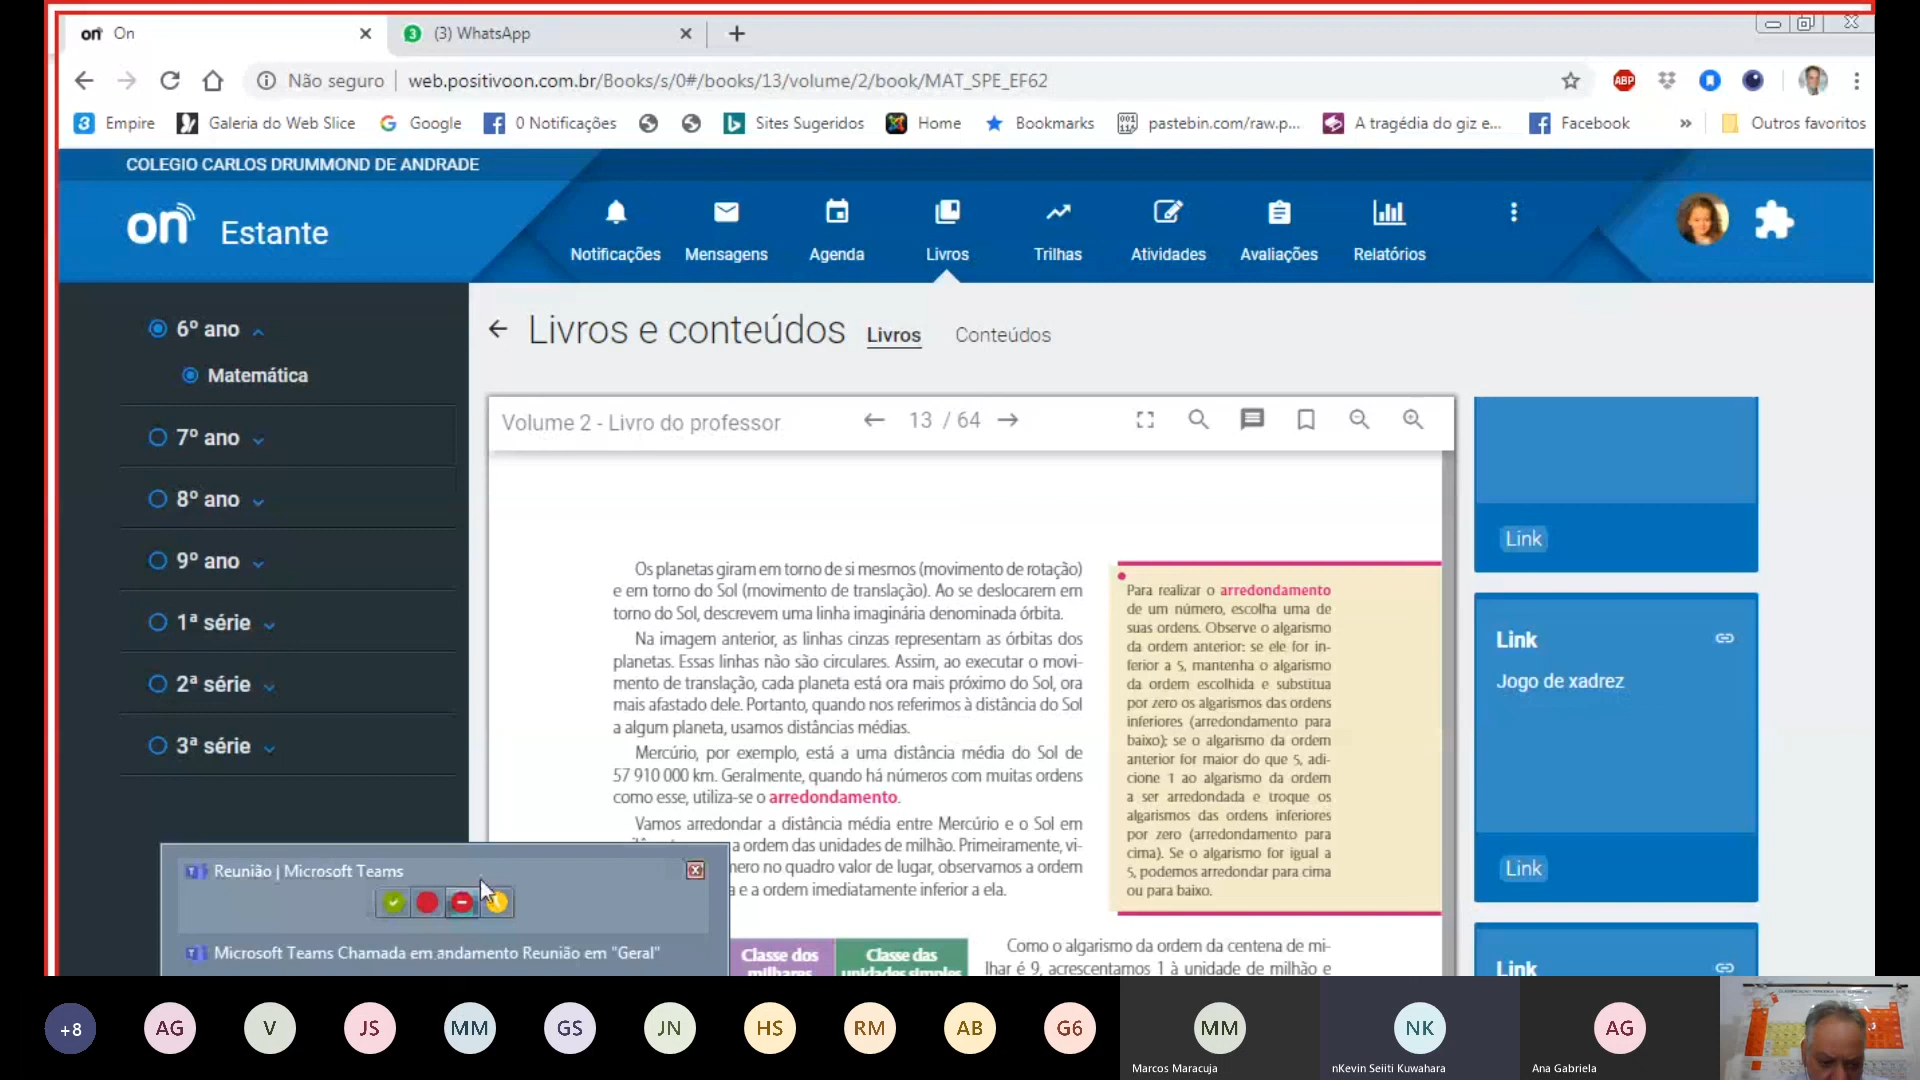 on On
3 (3) WhatsApp
Não seguro | web.positivoon.com.br/Books/s/0#/books/13/volume/2/book/MAT_SPE_EF62
ABP
Empire
Galeria do Web Slice
Google
0 Notificações
Sites Sugeridos
Home
Bookmarks
pastebin.com/raw.p...
A tragédia do giz e...
Facebook
»
Outros favoritos
COLEGIO CARLOS DRUMMOND DE ANDRADE
on Estante
Notificações
Mensagens
Agenda
Livros
Trilhas
Atividades
Avaliações
Relatórios
6º ano
Matemática
7º ano
8º ano
9º ano
1ª série
2ª série
3ª série
Livros e conteúdos Livros Conteúdos
Volume 2 - Livro do professor
13 / 64
Os planetas giram em torno de si mesmos (movimento de rotação)
e em torno do Sol (movimento de translação). Ao se deslocarem em
torno do Sol, descrevem uma linha imaginária denominada órbita.
Na imagem anterior, as linhas cinzas representam as órbitas dos
planetas. Essas linhas não são circulares. Assim, ao executar o movi-
mento de translação, cada planeta está ora mais próximo do Sol, ora
mais afastado dele. Portanto, quando nos referimos à distância do Sol
a algum planeta, usamos distâncias médias.
Mercúrio, por exemplo, está a uma distância média do Sol de
57 910 000 km. Geralmente, quando há números com muitas ordens
como esse, utiliza-se o arredondamento.
Vamos arredondar a distância média entre Mercúrio e o Sol em
a ordem das unidades de milhão. Primeiramente, vi-
mero no quadro valor de lugar, observamos a ordem
a e a ordem imediatamente inferior a ela.
Para realizar o arredondamento
de um número, escolha uma de
suas ordens. Observe o algarismo
da ordem anterior: se ele for in-
ferior a 5, mantenha o algarismo
da ordem escolhida e substitua
por zero os algarismos das ordens
inferiores (arredondamento para
baixo); se o algarismo da ordem
anterior for maior do que 5, adi-
cione 1 ao algarismo da ordem
a ser arredondada e troque os
algarismos das ordens inferiores
por zero (arredondamento para
cima). Se o algarismo for igual a
5, podemos arredondar para cima
ou para baixo.
Classe dos
milhares
Classe das
unidades simples
Como o algarismo da ordem da centena de mi-
lhar é 9, acrescentamos 1 à unidade de milhão e
Link
Link
Jogo de xadrez
Link
Link
Reunião | Microsoft Teams
Microsoft Teams Chamada em andamento Reunião em "Geral"
+8
AG
V
JS
MM
GS
JN
HS
RM
AB
G6
MM
Marcos Maracuja
NK
nKevin Seiiti Kuwahara
AG
Ana Gabriela